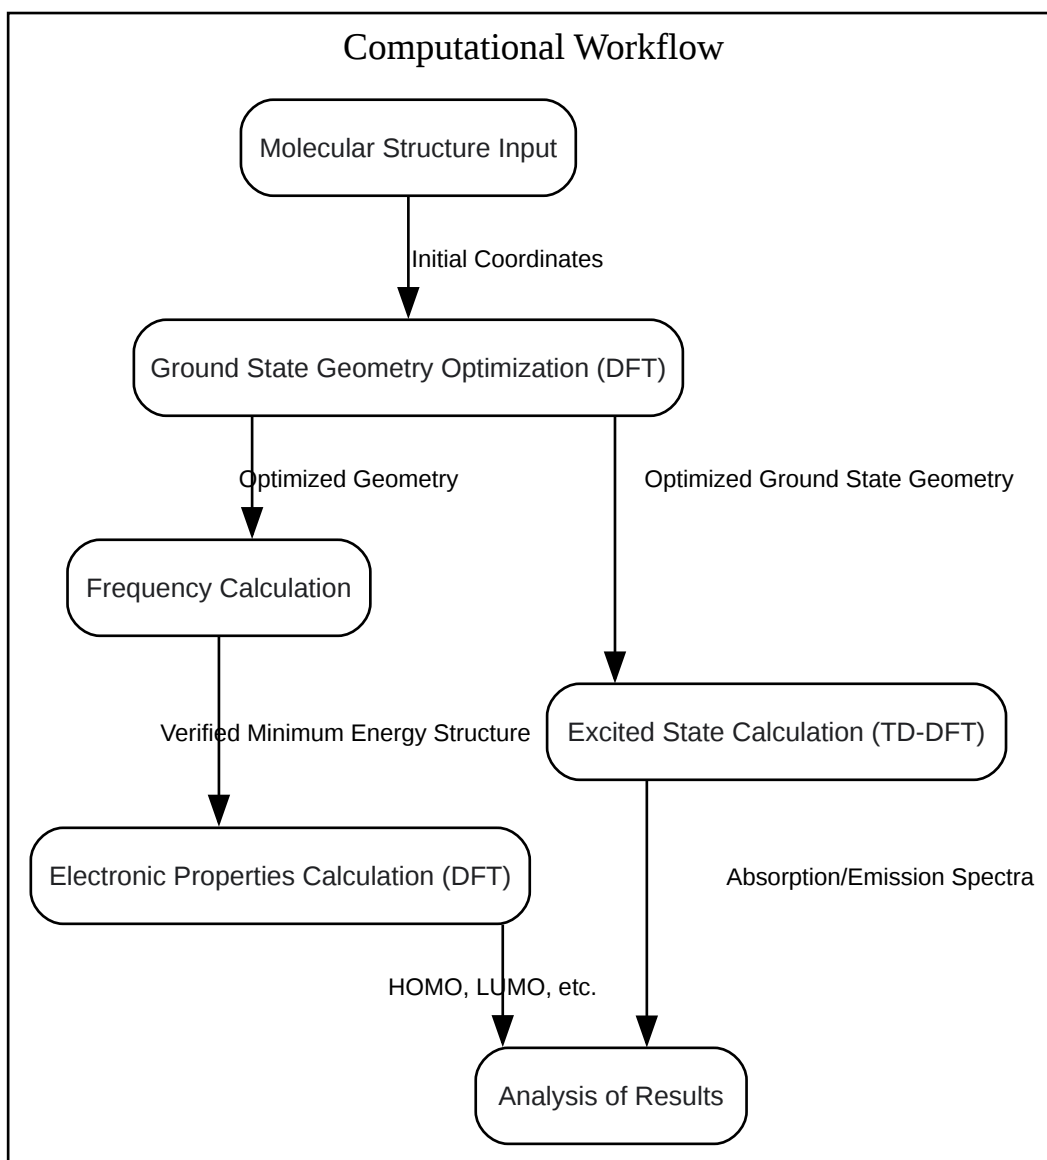 Computational Workflow
Molecular Structure Input
Initial Coordinates
Ground State Geometry Optimization (DFT)
Optimized Geometry
Optimized Ground State Geometry
Frequency Calculation
Verified Minimum Energy Structure
Excited State Calculation (TD-DFT)
Electronic Properties Calculation (DFT)
Absorption/Emission Spectra
HOMO, LUMO, etc.
Analysis of Results